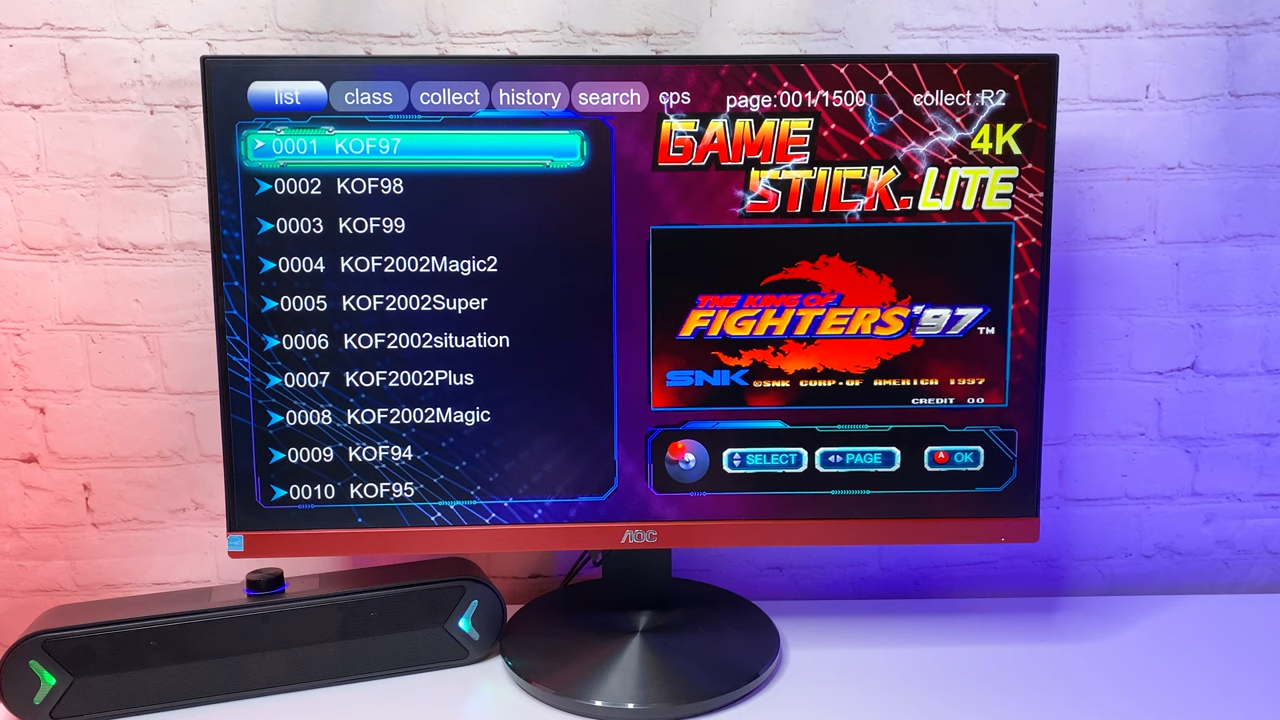 list class collect history search cps page:001/1500 collect:R2
GAME 4K
STICK. LITE
0001 KOF97
0002 KOF98
0003 KOF99
0004 KOF2002Magic2
0005 KOF2002Super
0006 KOF2002situation
0007 KOF2002Plus
0008 KOF2002Magic
0009 KOF94
0010 KOF95
THE KING OF
FIGHTERS'97 TM
SNK ©SNK CORP. OF AMERICA 1997
CREDIT 00
SELECT PAGE A OK
AOC